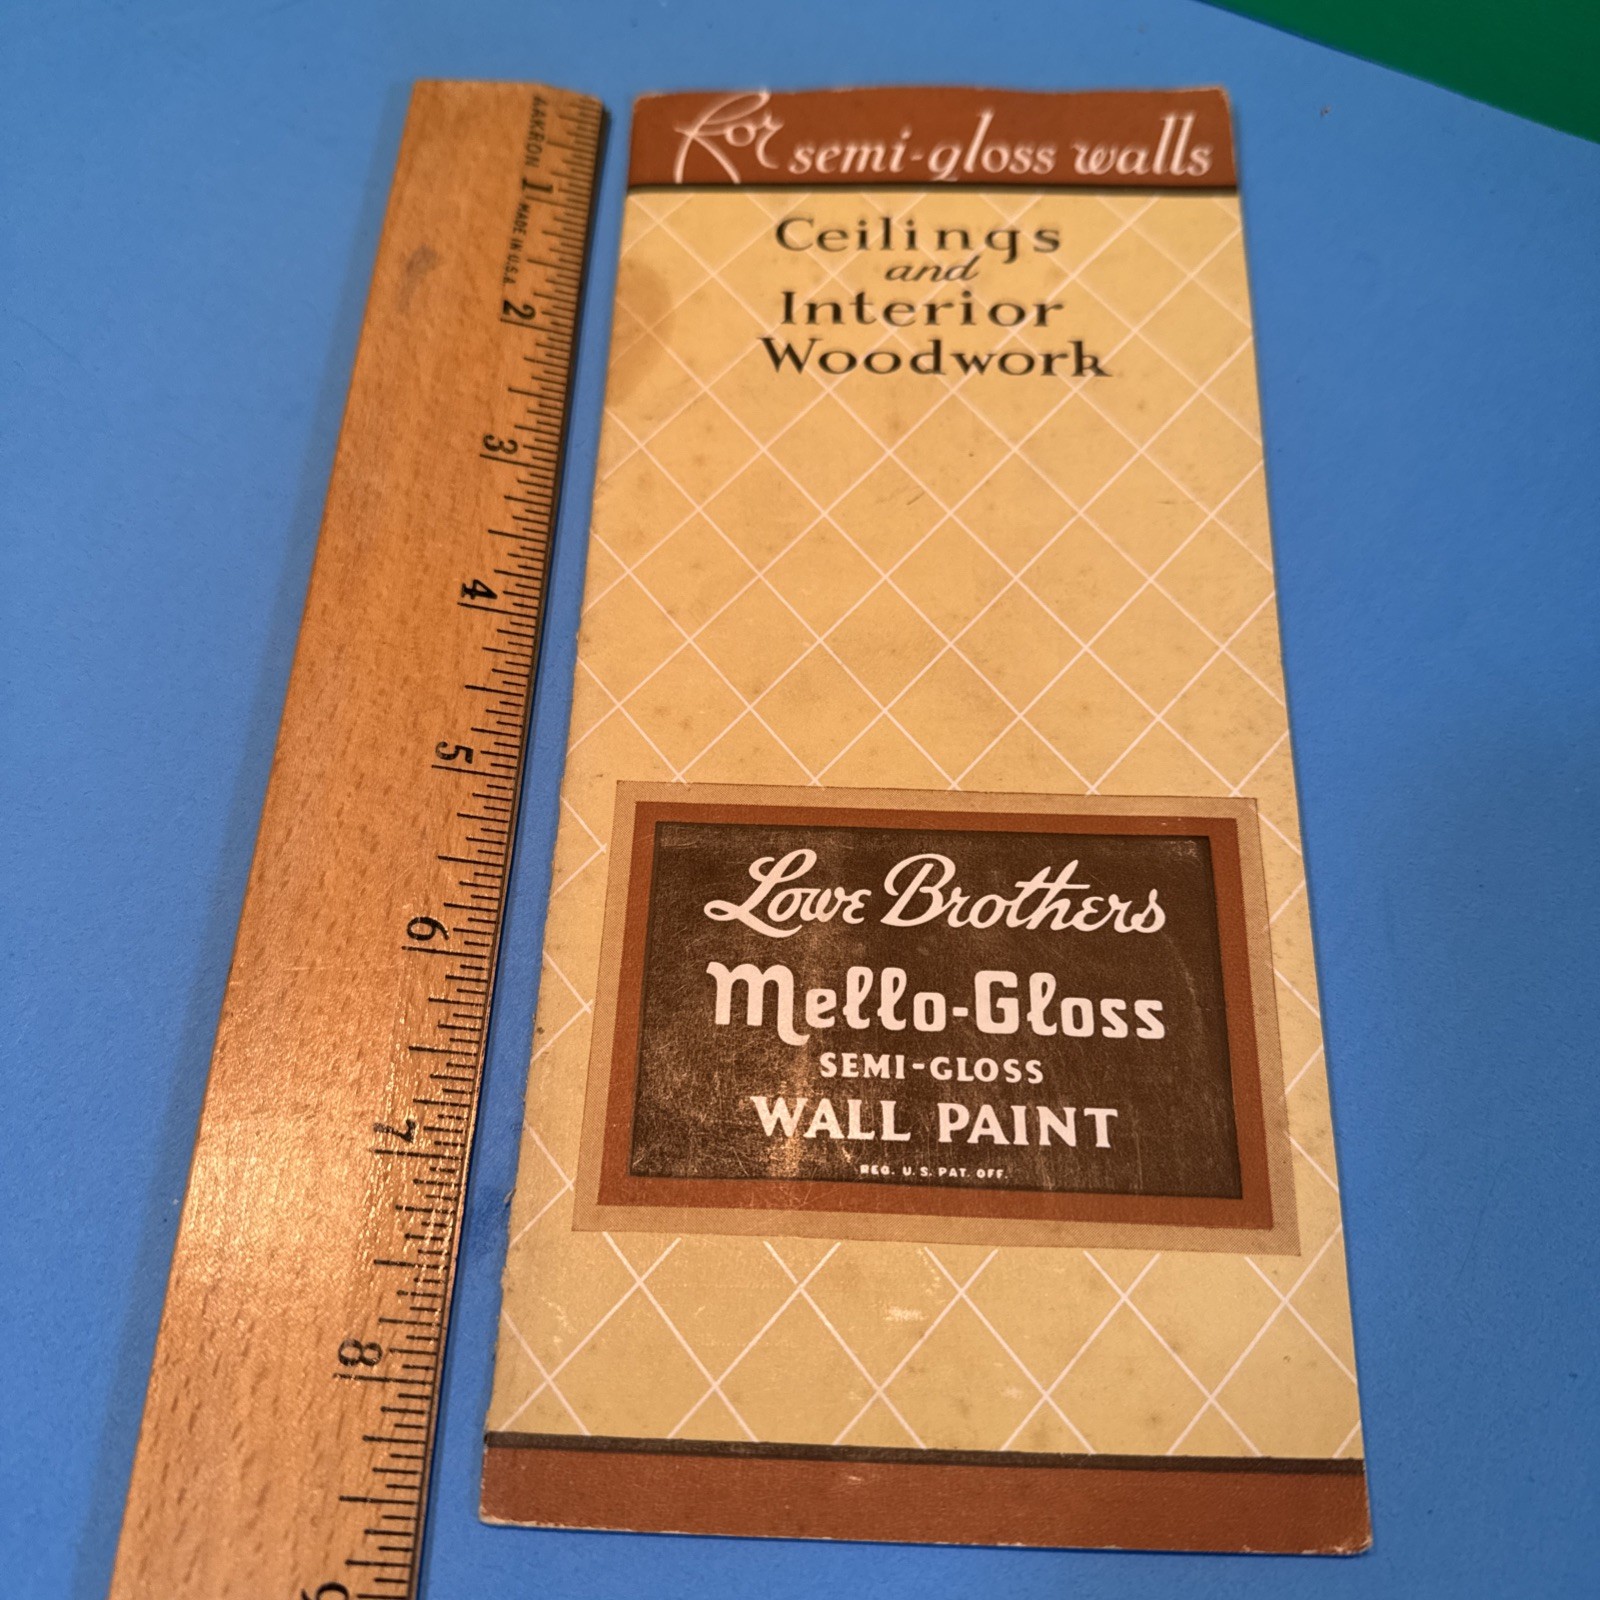 AKRON
MADE IN U.S.A.
1
2
3
4
5
6
7
8
9
For semi-gloss walls
Ceilings
and
Interior
Woodwork
Lowe Brothers
Mello-Gloss
SEMI-GLOSS
WALL PAINT
REG. U.S. PAT. OFF.